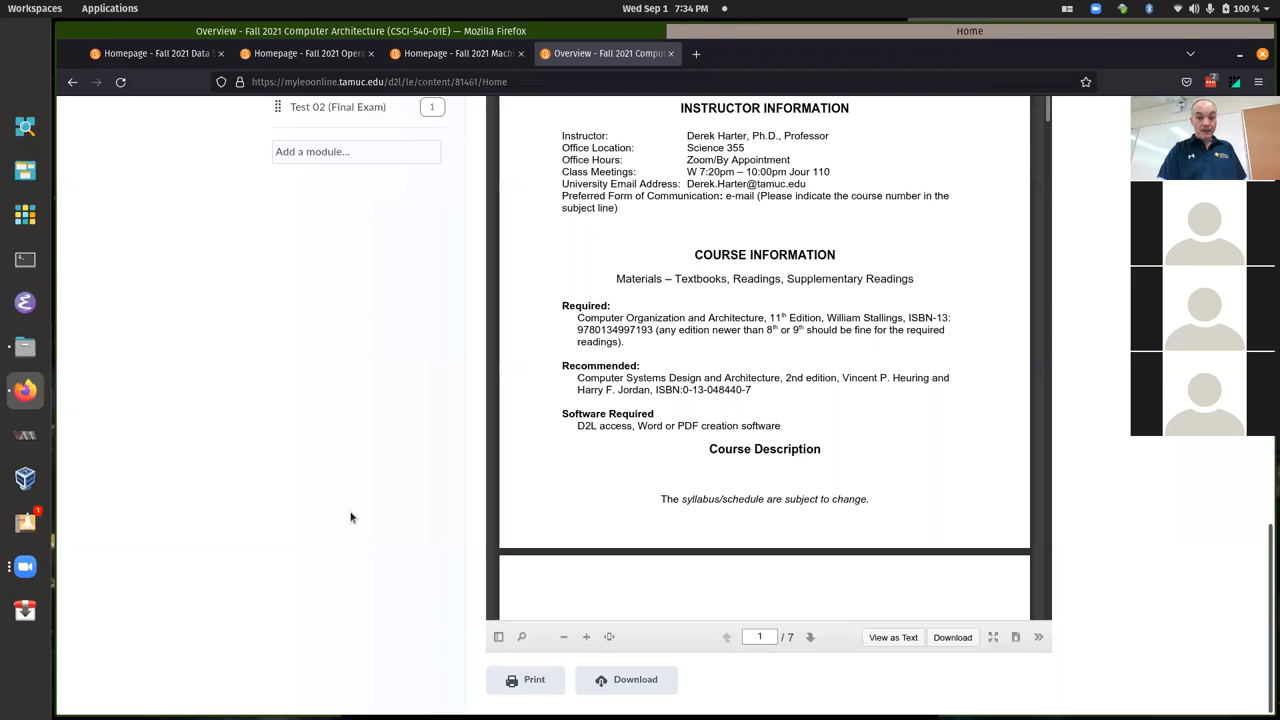 Workspaces
Applications
Wed Sep 1 7:34 PM
100 %
Overview - Fall 2021 Computer Architecture (CSCI-540-01E) — Mozilla Firefox
Home
Homepage - Fall 2021 Data S
Homepage - Fall 2021 Opera
Homepage - Fall 2021 Machi
Overview - Fall 2021 Compu
https://myleoonline.tamuc.edu/d2l/le/content/81461/Home
Test 02 (Final Exam)
1
Add a module...
INSTRUCTOR INFORMATION
Instructor: Derek Harter, Ph.D., Professor
Office Location: Science 355
Office Hours: Zoom/By Appointment
Class Meetings: W 7:20pm – 10:00pm Jour 110
University Email Address: Derek.Harter@tamuc.edu
Preferred Form of Communication: e-mail (Please indicate the course number in the
subject line)
COURSE INFORMATION
Materials – Textbooks, Readings, Supplementary Readings
Required:
Computer Organization and Architecture, 11th Edition, William Stallings, ISBN-13:
9780134997193 (any edition newer than 8th or 9th should be fine for the required
readings).
Recommended:
Computer Systems Design and Architecture, 2nd edition, Vincent P. Heuring and
Harry F. Jordan, ISBN:0-13-048440-7
Software Required
D2L access, Word or PDF creation software
Course Description
The syllabus/schedule are subject to change.
1 / 7
View as Text
Download
Print
Download